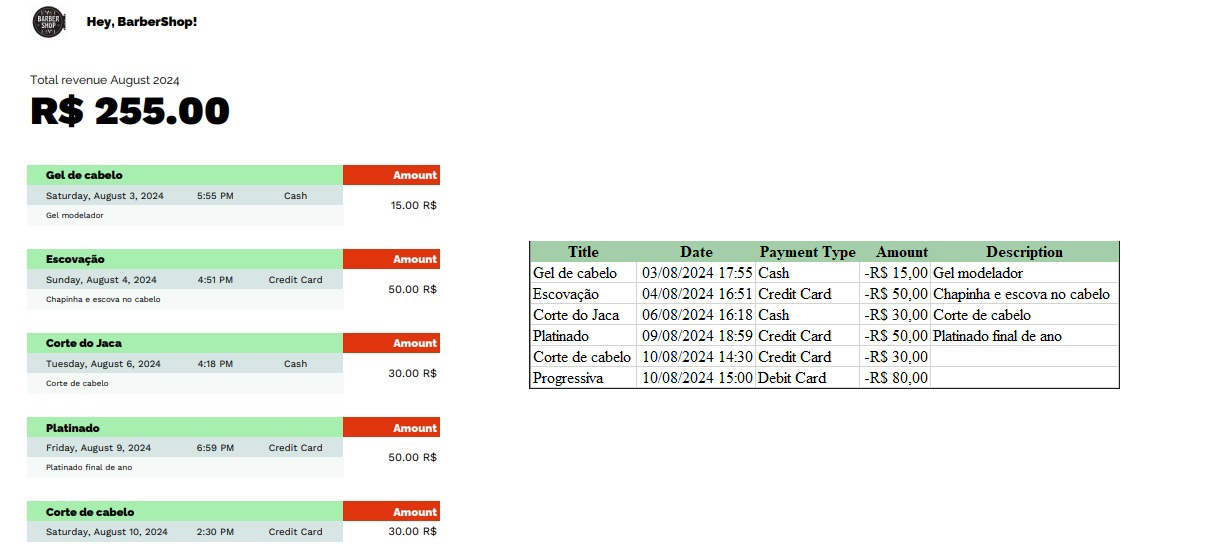 BARBER
SHOP
Hey, BarberShop!
Total revenue August 2024
R$ 255.00
Gel de cabelo Amount
Saturday, August 3, 2024 5:55 PM Cash
15.00 R$
Gel modelador
Escovação Amount
Sunday, August 4, 2024 4:51 PM Credit Card
50.00 R$
Chapinha e escova no cabelo
Corte do Jaca Amount
Tuesday, August 6, 2024 4:18 PM Cash
30.00 R$
Corte de cabelo
Platinado Amount
Friday, August 9, 2024 6:59 PM Credit Card
50.00 R$
Platinado final de ano
Corte de cabelo Amount
Saturday, August 10, 2024 2:30 PM Credit Card 30.00 R$
Title Date Payment Type Amount Description
Gel de cabelo 03/08/2024 17:55 Cash -R$ 15,00 Gel modelador
Escovação 04/08/2024 16:51 Credit Card -R$ 50,00 Chapinha e escova no cabelo
Corte do Jaca 06/08/2024 16:18 Cash -R$ 30,00 Corte de cabelo
Platinado 09/08/2024 18:59 Credit Card -R$ 50,00 Platinado final de ano
Corte de cabelo 10/08/2024 14:30 Credit Card -R$ 30,00
Progressiva 10/08/2024 15:00 Debit Card -R$ 80,00